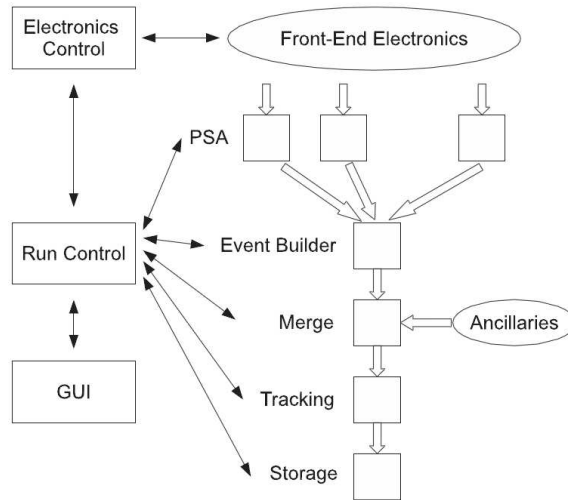 Electronics
Control
Front-End Electronics
PSA
Run Control
Event Builder
Merge
Ancillaries
GUI
Tracking
Storage